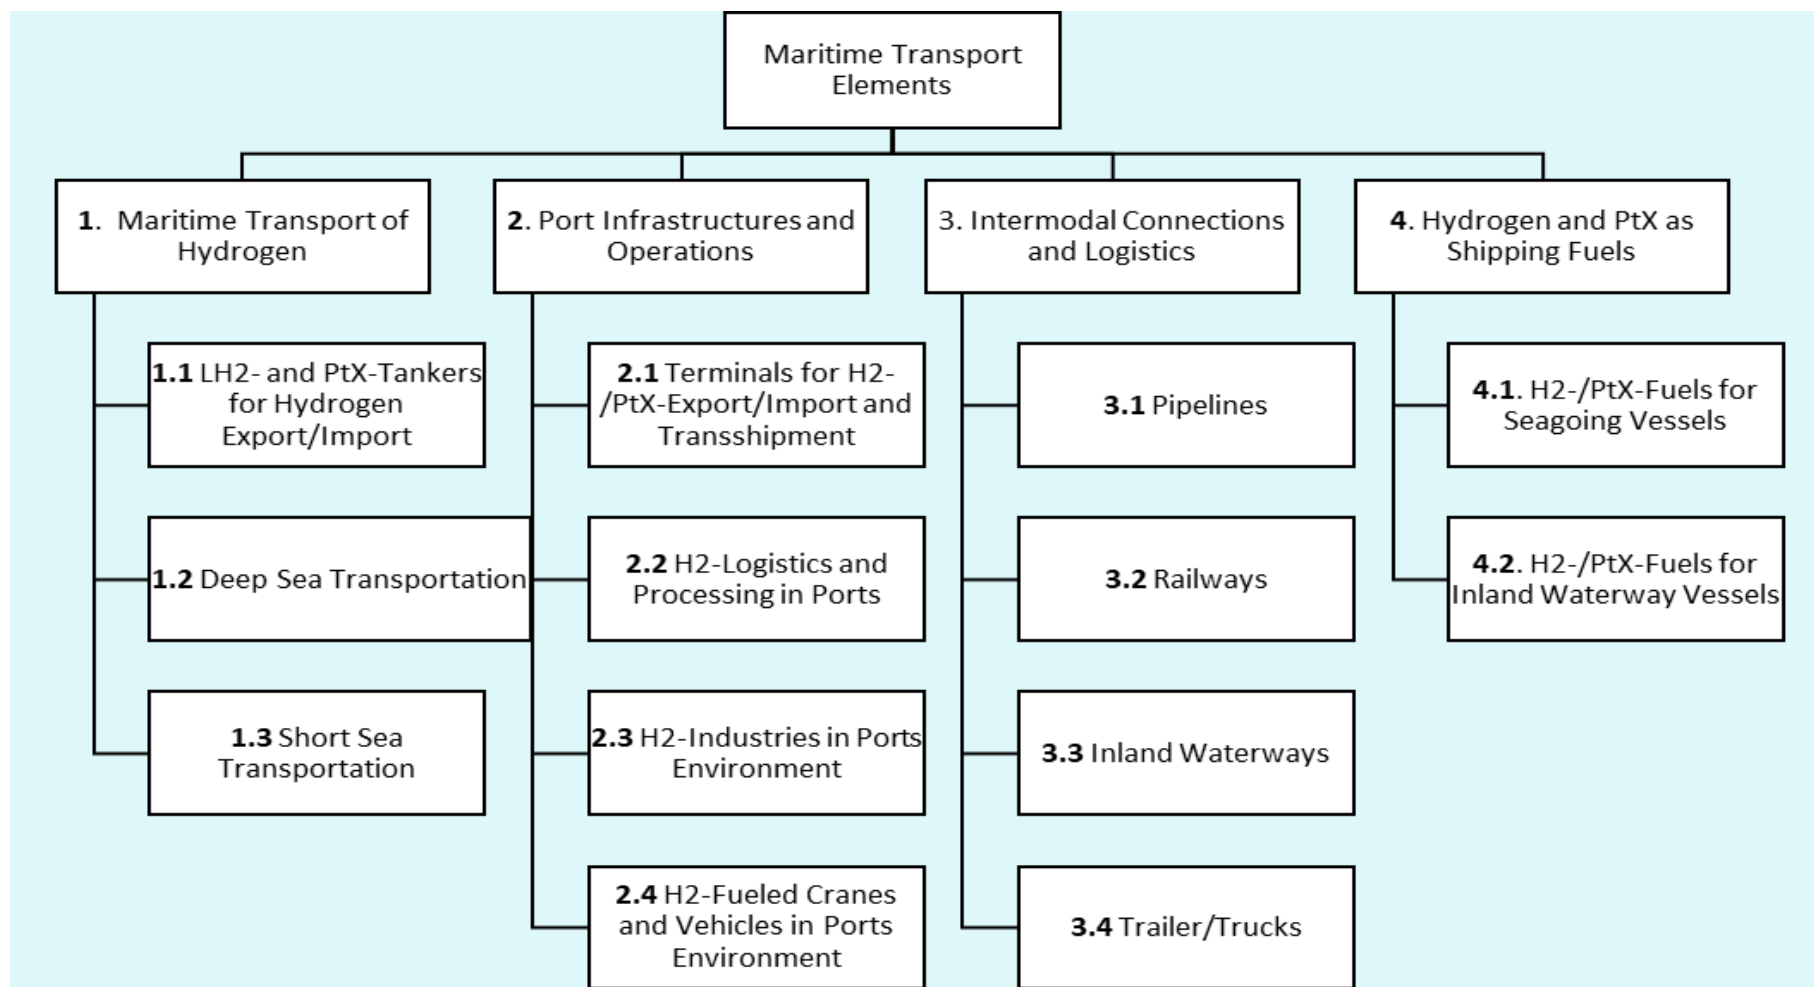 Maritime Transport
Elements
1.  Maritime Transport of
Hydrogen
2. Port Infrastructures and
Operations
3. Intermodal Connections
and Logistics
4. Hydrogen and PtX as
Shipping Fuels
1.1 LH2- and PtX-Tankers
for Hydrogen
Export/Import
1.2 Deep Sea Transportation
1.3 Short Sea
Transportation
2.1 Terminals for H2-
/PtX-Export/Import and
Transshipment
2.2 H2-Logistics and
Processing in Ports
2.3 H2-Industries in Ports
Environment
2.4 H2-Fueled Cranes
and Vehicles in Ports
Environment
3.1 Pipelines
3.2 Railways
3.3 Inland Waterways
3.4 Trailer/Trucks
4.1. H2-/PtX-Fuels for
Seagoing Vessels
4.2. H2-/PtX-Fuels for
Inland Waterway Vessels